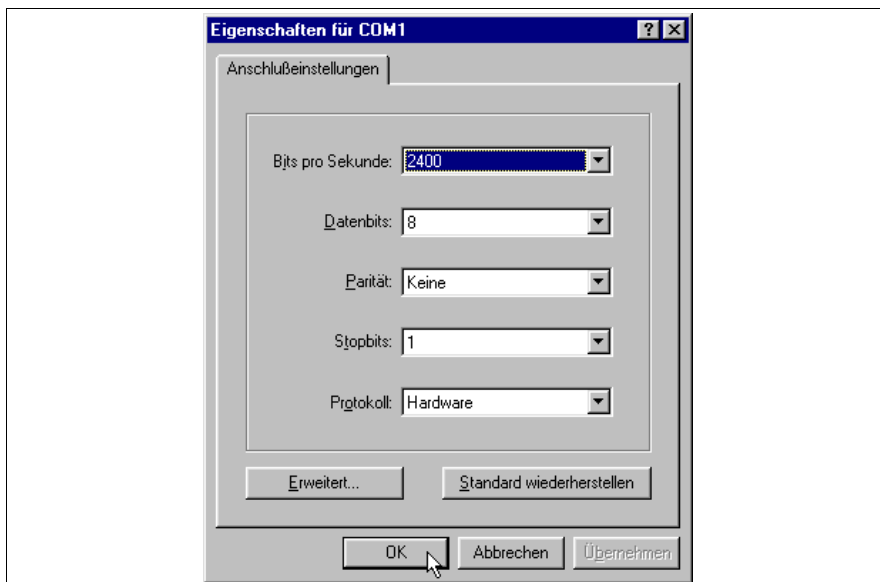 Eigenschaften für COM1
Anschlußeinstellungen
Bits pro Sekunde: 2400
Datenbits: 8
Parität: Keine
Stopbits: 1
Protokoll: Hardware
Erweitert... Standard wiederherstellen
OK Abbrechen Übernehmen